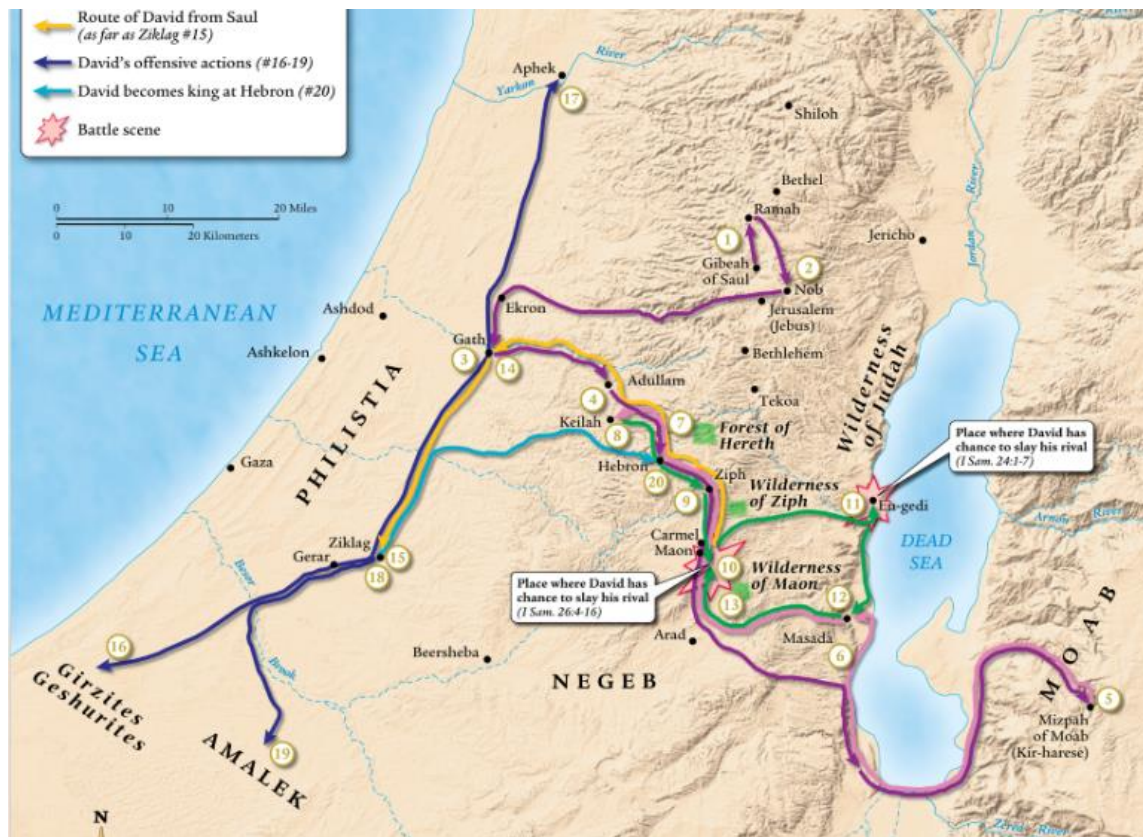 Route of David from Saul
(as far as Ziklag #15)
David's offensive actions (#16-19)
David becomes king at Hebron (#20)
Battle scene
0 10 20 Miles
0 10 20 Kilometers
Aphek
Yarkon
River
17
Shiloh
Bethel
Ramah
1
2
Gibeah
of Saul
Nob
Jericho
Jordan
River
Jerusalem
(Jebus)
MEDITERRANEAN
SEA
Ashdod
Ekron
Ashkelon
Gath
3
14
Bethlehem
Adullam
Tekoa
4
Keilah
7
8
Forest of
Hereth
Wilderness
of Judah
Place where David has
chance to slay his rival
(I Sam. 24:1-7)
PHILISTIA
Gaza
Hebron
20
Ziph
9
Wilderness
of Ziph
11
En-gedi
Arnon River
DEAD
SEA
Carmel
Maon
10
Wilderness
of Maon
Ziklag
Gerar
15
18
Besor
Brook
Place where David has
chance to slay his rival
(I Sam. 26:4-16)
13
12
Masada
6
Arad
Beersheba
NEGEB
MOAB
5
Mizpah
of Moab
(Kir-harese)
16
Girzites
Geshurites
AMALEK
19
N
Zered River